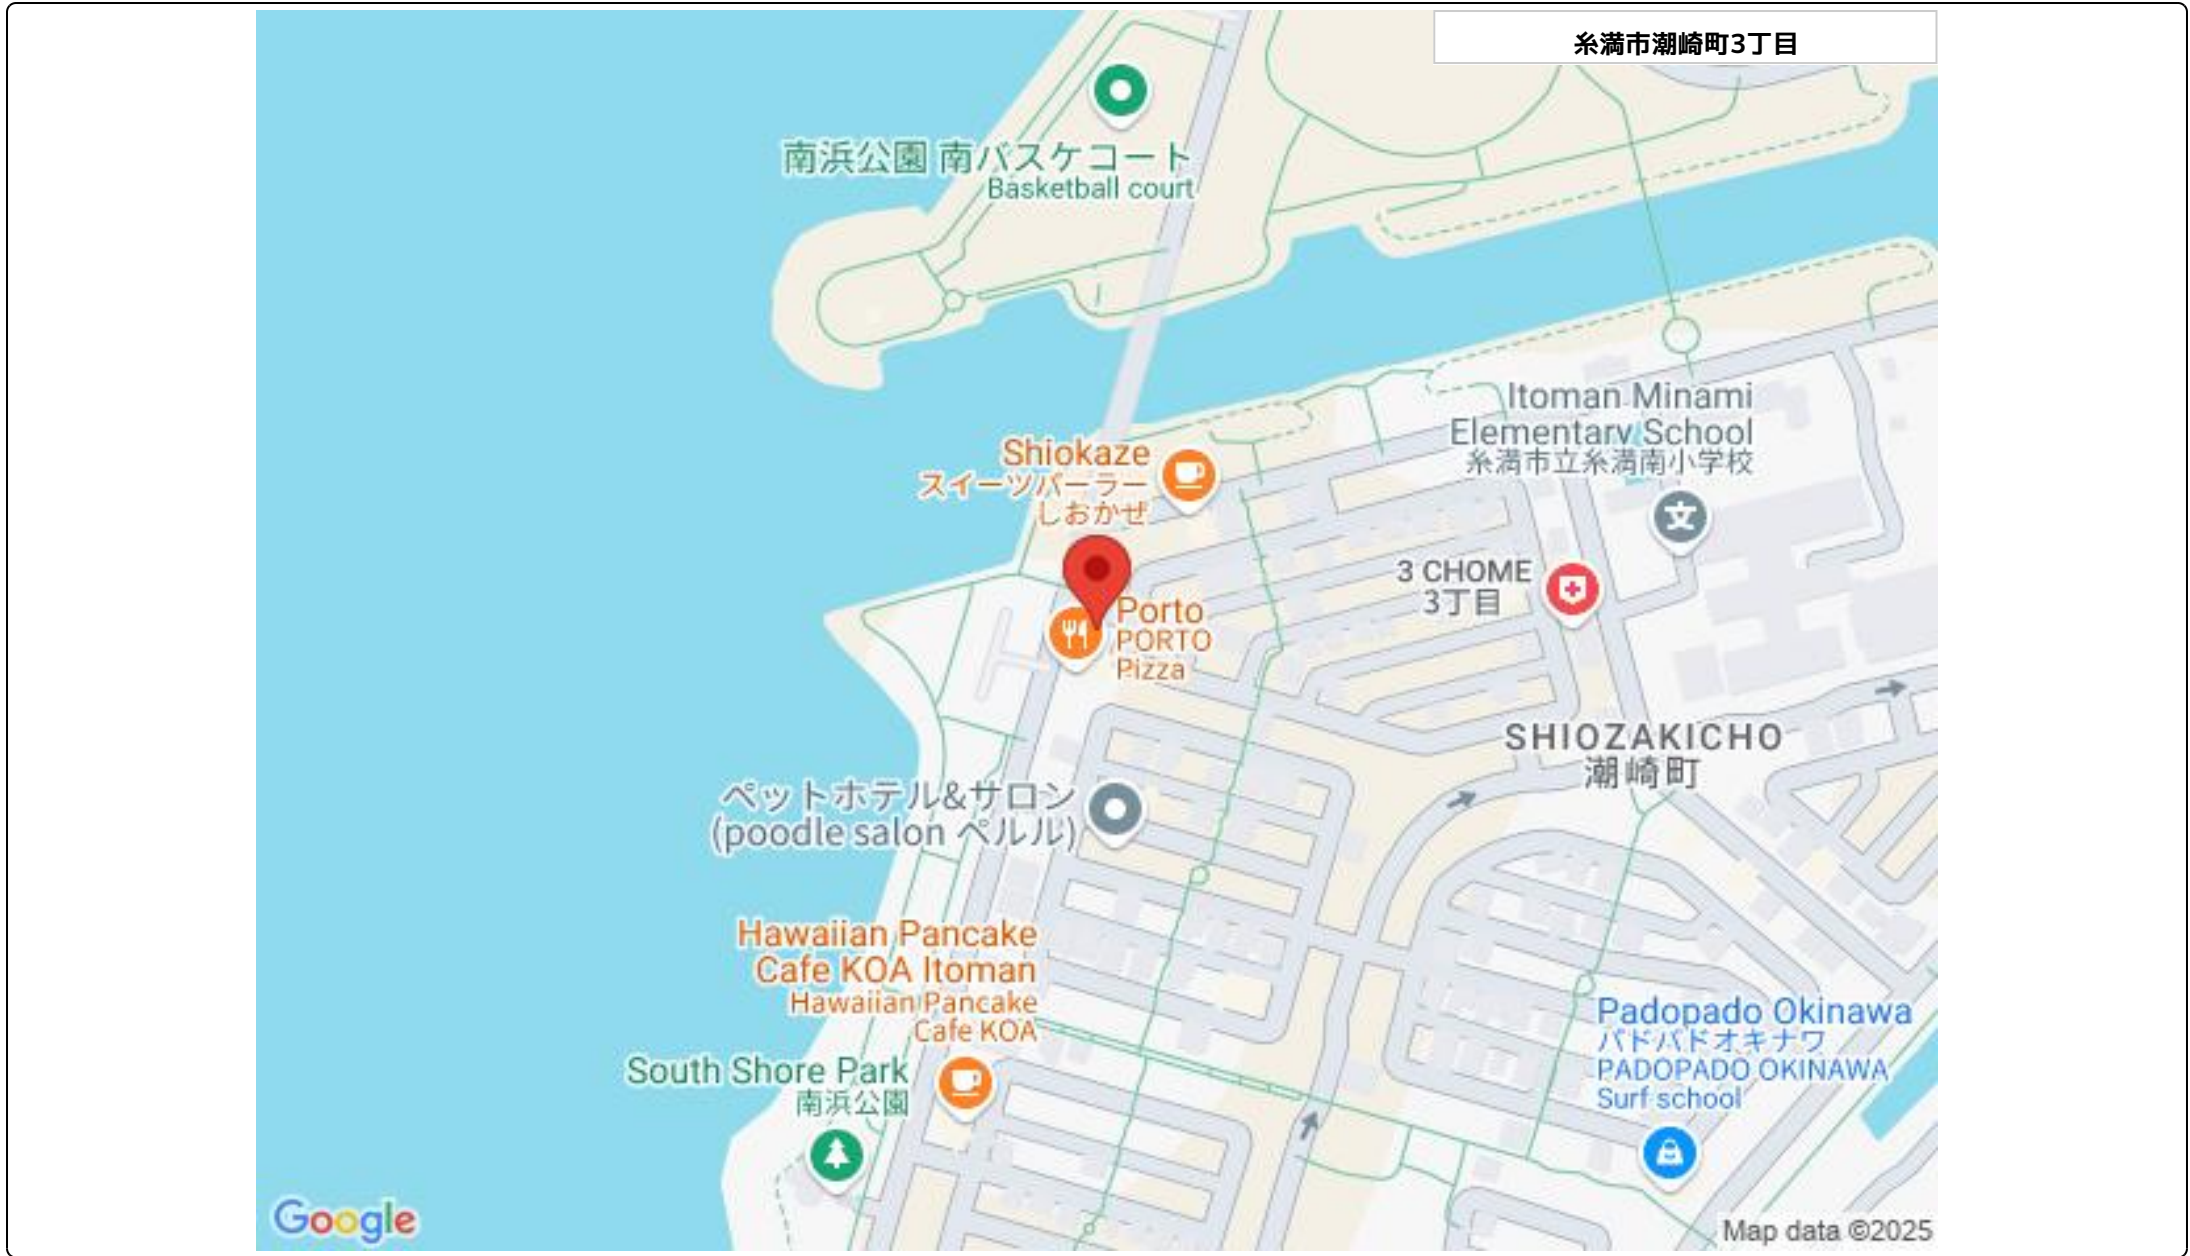 糸満市潮崎町3丁目
南浜公園 南バスケコート
Basketball court
Itoman Minami
Elementary School
糸満市立糸満南小学校
Shiokaze
スイーツパーラー
しおかぜ
3 CHOME
3丁目
Porto
PORTO
Pizza
SHIOZAKICHO
潮崎町
ペットホテル&サロン
(poodle salon ペルル)
Hawaiian Pancake
Cafe KOA Itoman
Hawaiian Pancake
Cafe KOA
Padopado Okinawa
パドパドオキナワ
PADOPADO OKINAWA
Surf school
South Shore Park
南浜公園
文
Google
Map data ©2025